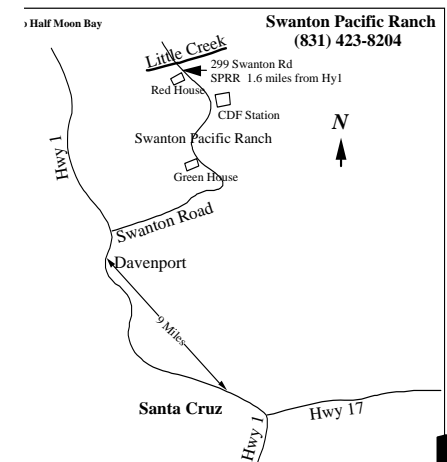 Half Moon Bay
Swanton Pacific Ranch
(831) 423-8204
Little Creek
299 Swanton Rd
SPRR 1.6 miles from Hy1
Red House
CDF Station
N
Hwy 1
Swanton Pacific Ranch
Green House
Swanton Road
Davenport
9 Miles
Santa Cruz
Hwy 17
Hwy 1